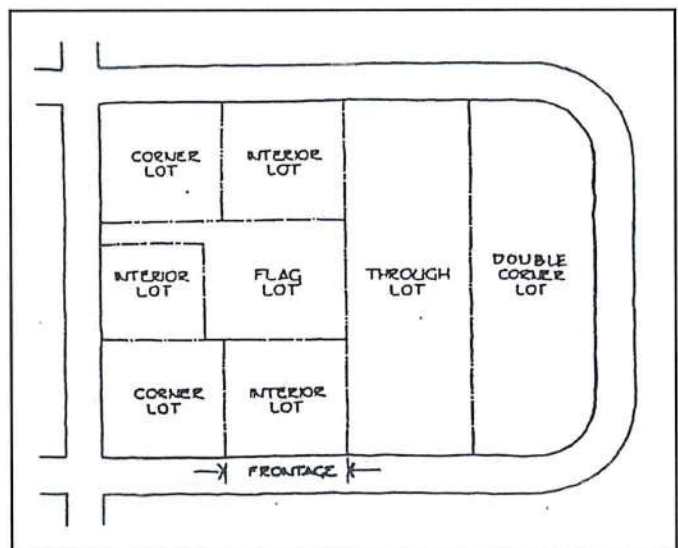 CORNER
LOT
INTERIOR
LOT
INTERIOR
LOT
FLAG
LOT
THROUGH
LOT
DOUBLE
CORNER
LOT
CORNER
LOT
INTERIOR
LOT
FRONTAGE